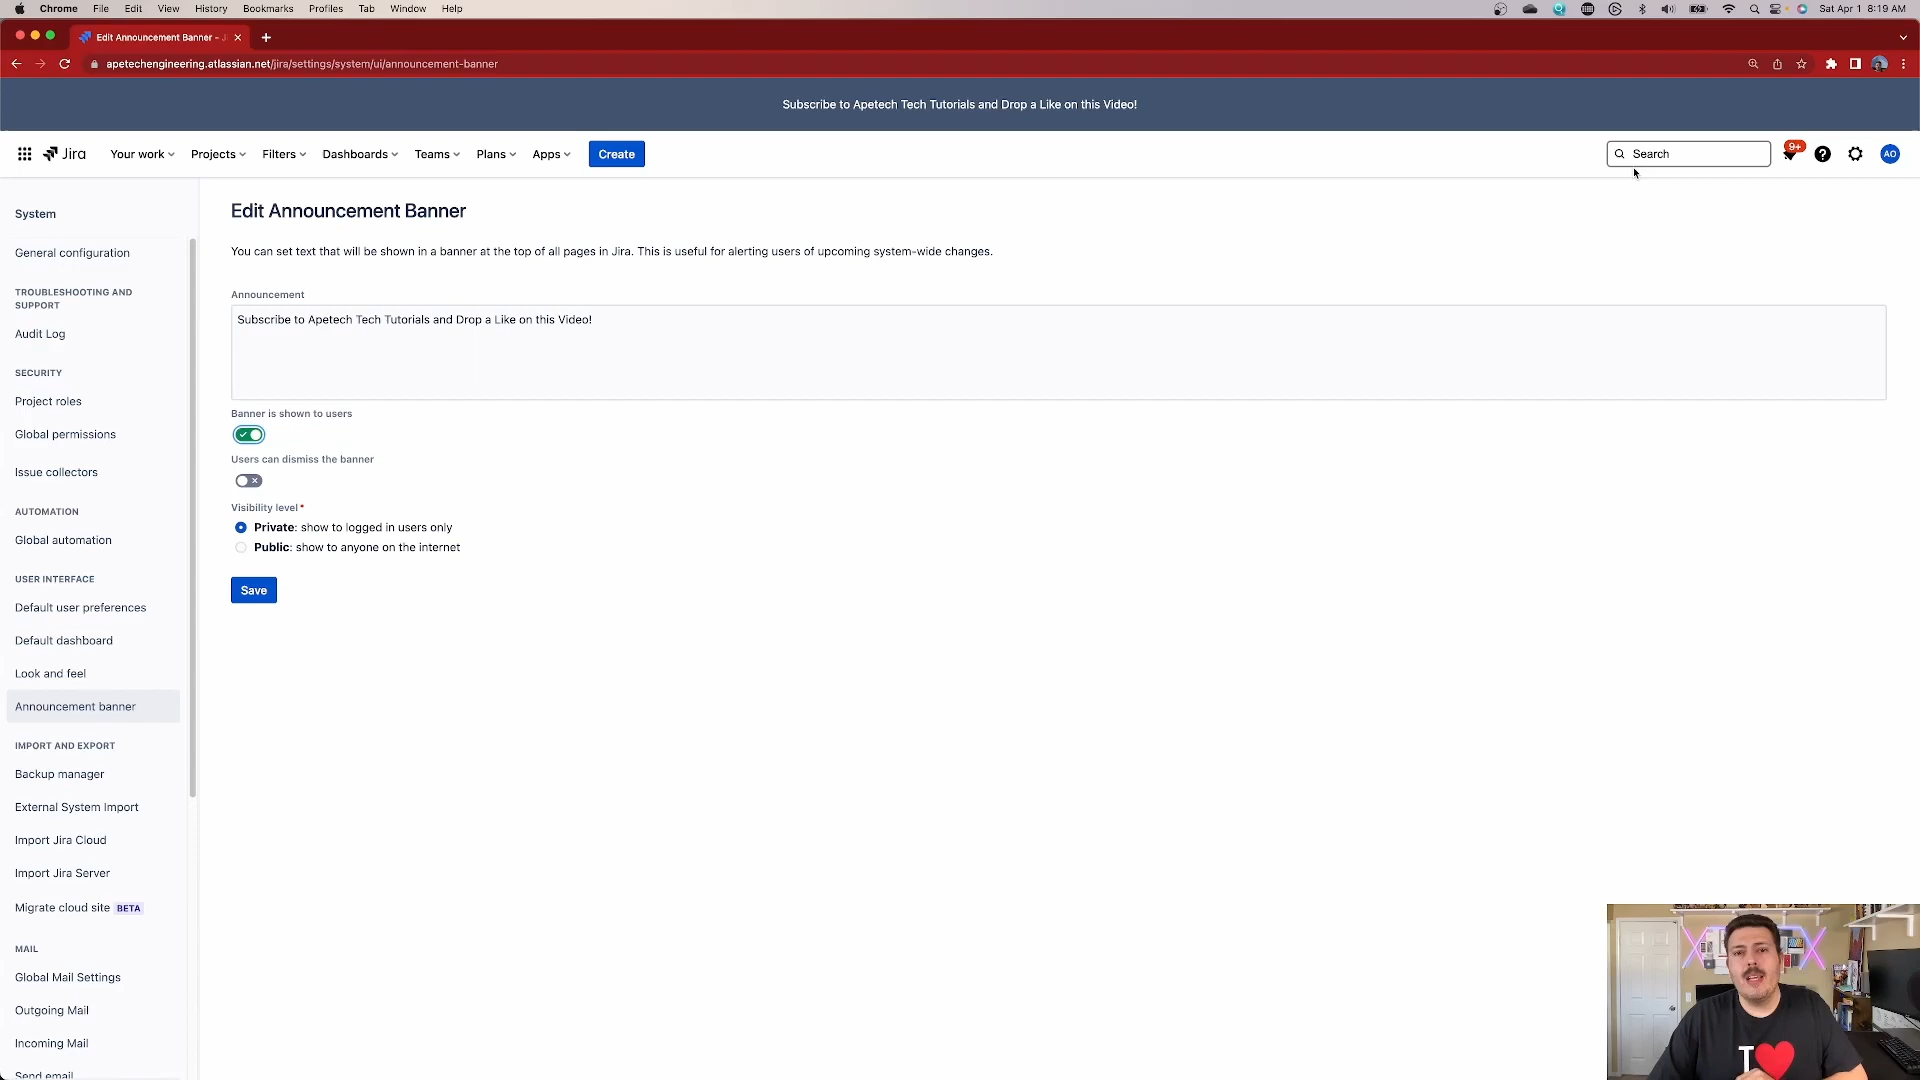 Chrome File Edit View History Bookmarks Profiles Tab Window Help Sat Apr 1 8:19 AM
Edit Announcement Banner - J
apetechengineering.atlassian.net/jira/settings/system/ui/announcement-banner
Subscribe to Apetech Tech Tutorials and Drop a Like on this Video!
Jira Your work Projects Filters Dashboards Teams Plans Apps Create Search 9+ AO
System
General configuration
TROUBLESHOOTING AND
SUPPORT
Audit Log
SECURITY
Project roles
Global permissions
Issue collectors
AUTOMATION
Global automation
USER INTERFACE
Default user preferences
Default dashboard
Look and feel
Announcement banner
IMPORT AND EXPORT
Backup manager
External System Import
Import Jira Cloud
Import Jira Server
Migrate cloud site BETA
MAIL
Global Mail Settings
Outgoing Mail
Incoming Mail
Send email
Edit Announcement Banner
You can set text that will be shown in a banner at the top of all pages in Jira. This is useful for alerting users of upcoming system-wide changes.
Announcement
Subscribe to Apetech Tech Tutorials and Drop a Like on this Video!
Banner is shown to users
Users can dismiss the banner
Visibility level*
Private: show to logged in users only
Public: show to anyone on the internet
Save
I